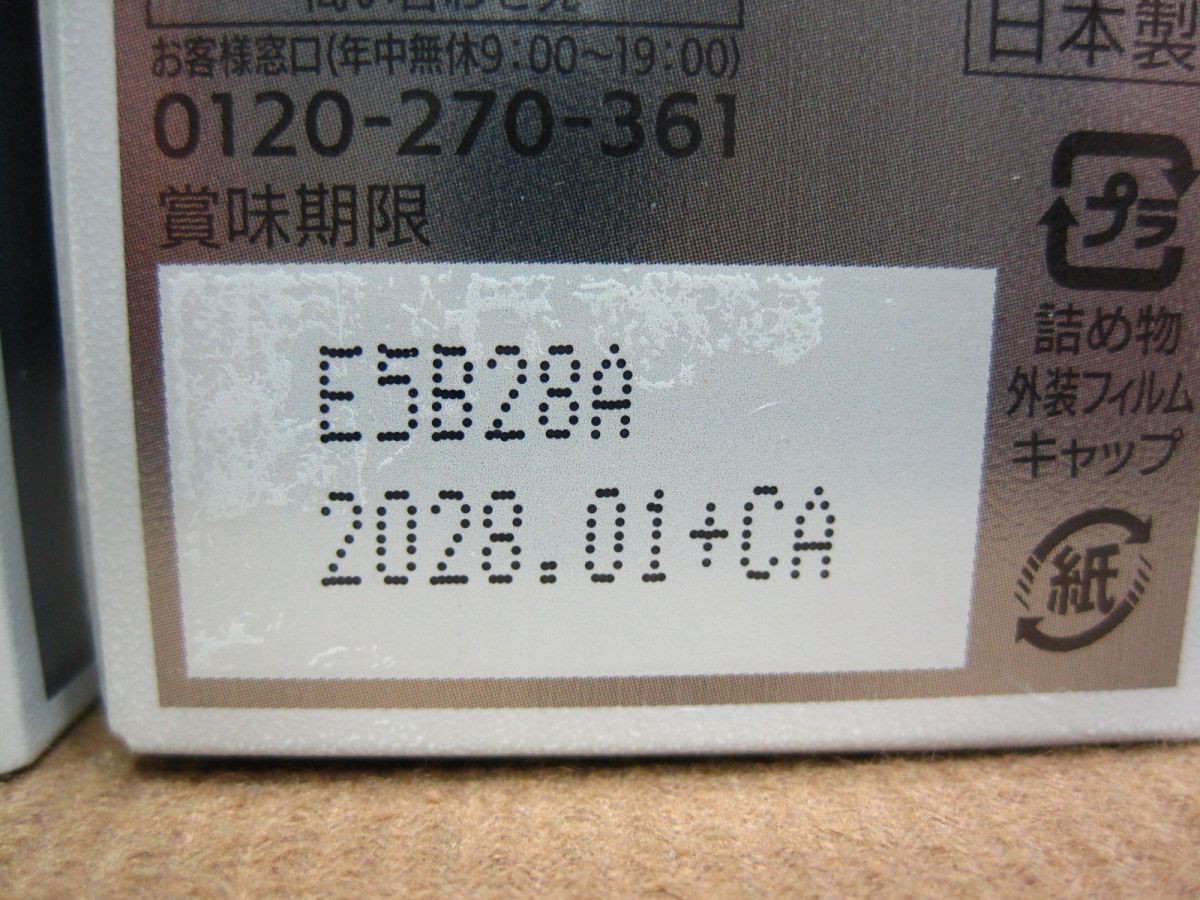 お客様窓口(年中無休9:00～19:00)
0120-270-361
賞味期限
E5B28A
2028.01+CA
日本製
プラ
詰め物
外装フィルム
キャップ
紙